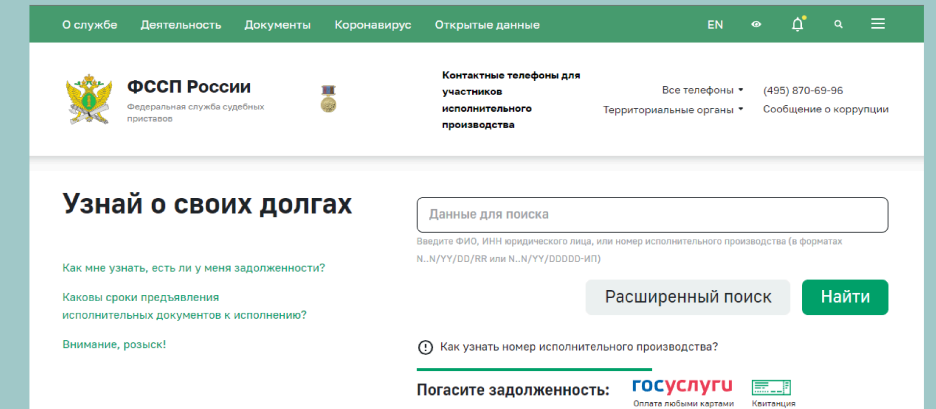 О службе Деятельность Документы Коронавирус Открытые данные EN
ФССП России
Федеральная служба судебных
приставов
Контактные телефоны для
участников
исполнительного
производства
Все телефоны (495) 870-69-96
Территориальные органы Сообщение о коррупции
Узнай о своих долгах
Данные для поиска
Введите ФИО, ИНН юридического лица, или номер исполнительного производства (в форматах
N..N/YY/DD/RR или N..N/YY/DDDDD-ИП)
Как мне узнать, есть ли у меня задолженности?
Каковы сроки предъявления
исполнительных документов к исполнению?
Внимание, розыск!
Расширенный поиск Найти
Как узнать номер исполнительного производства?
Погасите задолженность: госуслуги
Оплата любыми картами Квитанция